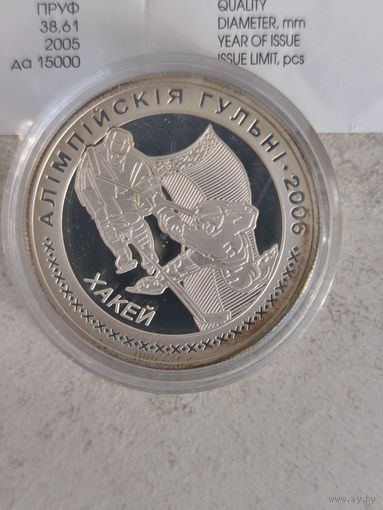 ПРУФ QUALITY
38,61 DIAMETER, mm
2005 YEAR OF ISSUE
да 15000 ISSUE LIMIT, pcs
АЛІМПІЙСКІЯ ГУЛЬНІ · 2006
ХАКЕЙ
www.ay.by